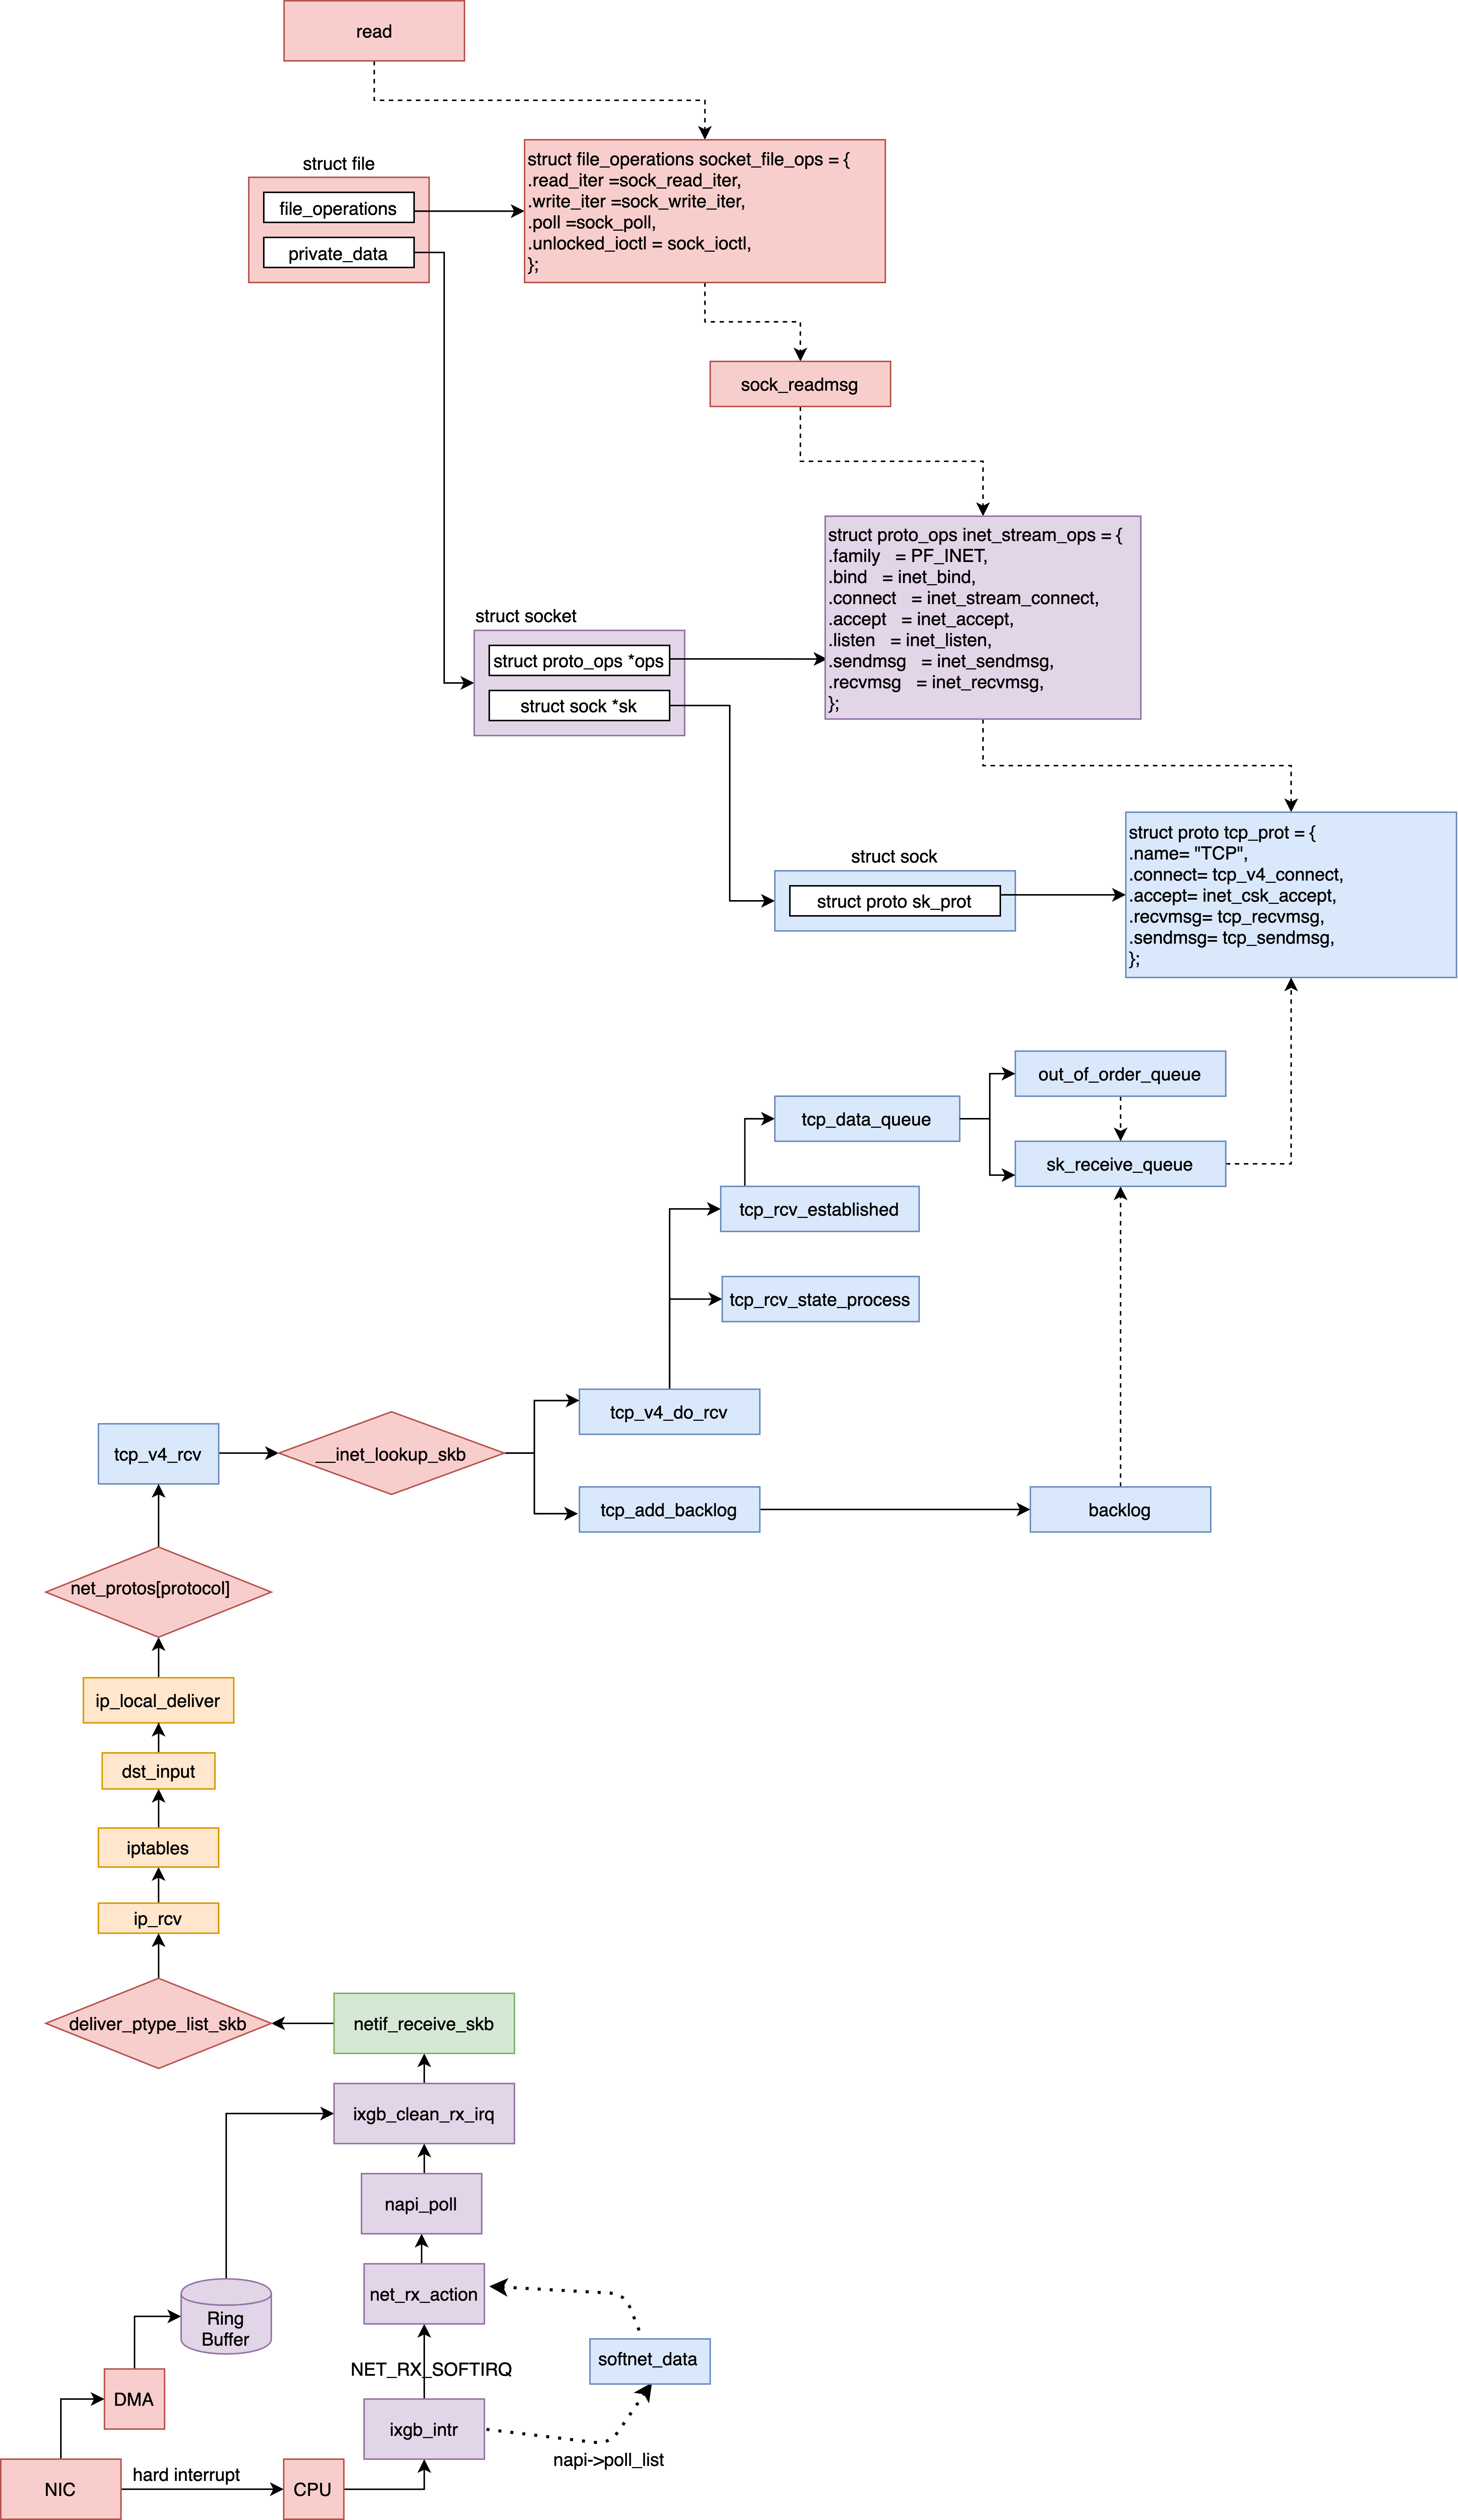 read
struct file
file_operations
private_data
struct file_operations socket_file_ops = {
.read_iter =sock_read_iter,
.write_iter =sock_write_iter,
.poll =sock_poll,
.unlocked_ioctl = sock_ioctl,
};
sock_readmsg
struct proto_ops inet_stream_ops = {
.family   = PF_INET,
.bind   = inet_bind,
.connect   = inet_stream_connect,
.accept   = inet_accept,
.listen   = inet_listen,
.sendmsg   = inet_sendmsg,
.recvmsg   = inet_recvmsg,
};
struct socket
struct proto_ops *ops
struct sock *sk
struct sock
struct proto sk_prot
struct proto tcp_prot = {
.name= "TCP",
.connect= tcp_v4_connect,
.accept= inet_csk_accept,
.recvmsg= tcp_recvmsg,
.sendmsg= tcp_sendmsg,
};
out_of_order_queue
tcp_data_queue
sk_receive_queue
tcp_rcv_established
tcp_rcv_state_process
tcp_v4_do_rcv
tcp_v4_rcv
__inet_lookup_skb
tcp_add_backlog
backlog
net_protos[protocol]
ip_local_deliver
dst_input
iptables
ip_rcv
deliver_ptype_list_skb
netif_receive_skb
ixgb_clean_rx_irq
napi_poll
net_rx_action
Ring
Buffer
softnet_data
NET_RX_SOFTIRQ
DMA
ixgb_intr
napi->poll_list
NIC
hard interrupt
CPU